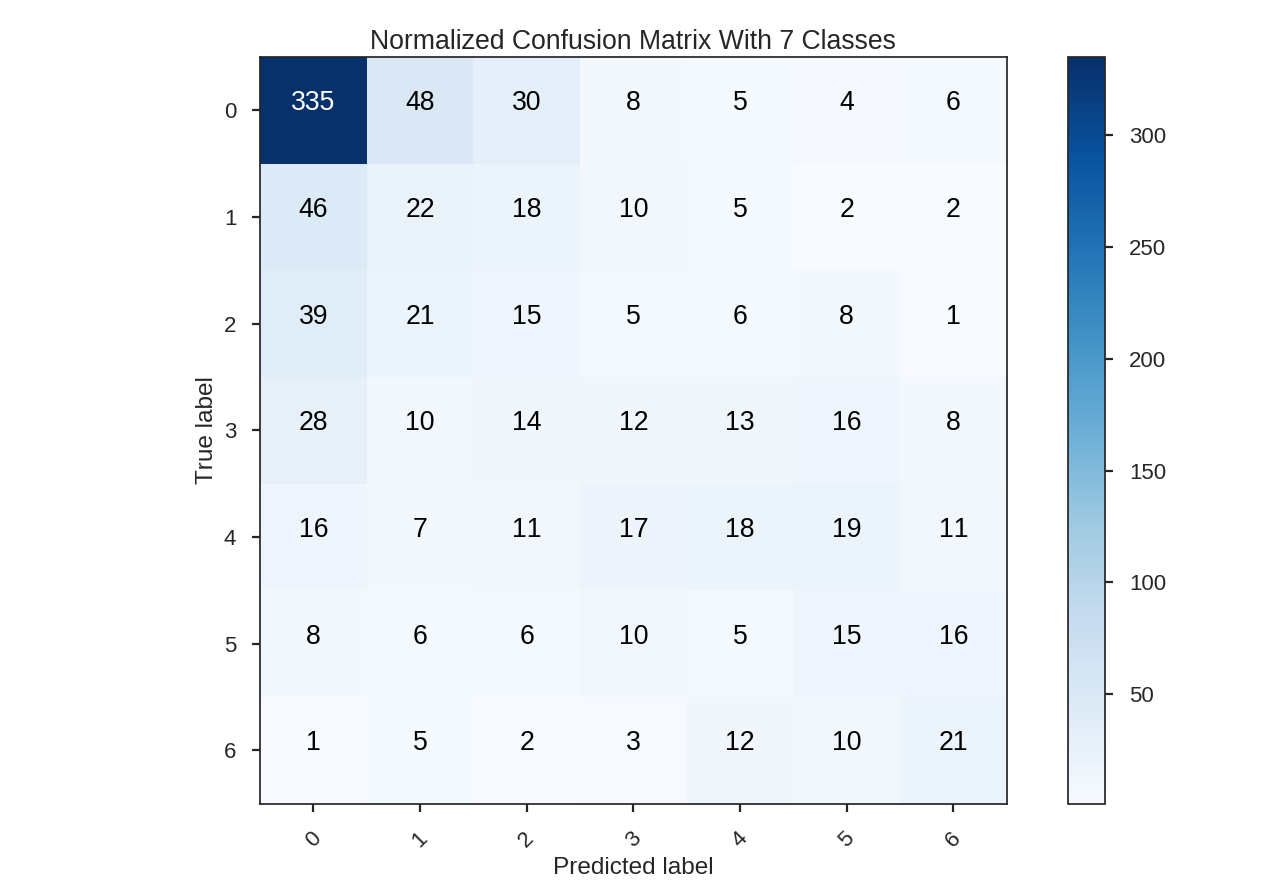 Normalized Confusion Matrix With 7 Classes
0 335 48 30 8 5 4 6
1 46 22 18 10 5 2 2
2 39 21 15 5 6 8 1
3 28 10 14 12 13 16 8
4 16 7 11 17 18 19 11
5 8 6 6 10 5 15 16
6 1 5 2 3 12 10 21
0 1 2 3 4 5 6
True label
Predicted label
300
250
200
150
100
50